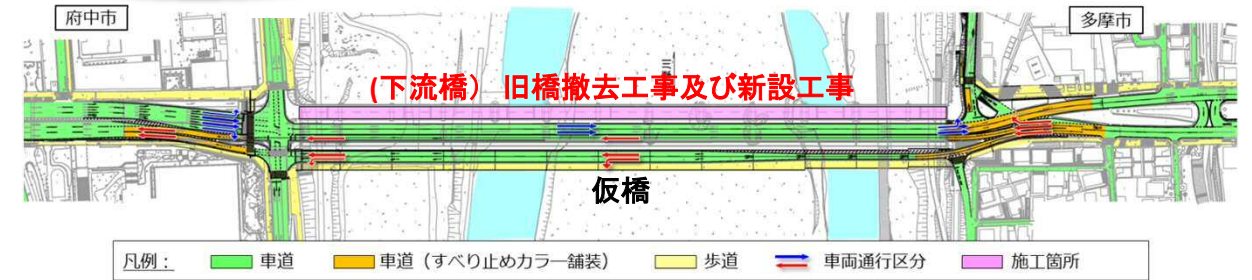 府中市
多摩市
(下流橋) 旧橋撤去工事及び新設工事
仮橋
凡例： 車道 車道（すべり止めカラー舗装） 歩道 車両通行区分 施工箇所